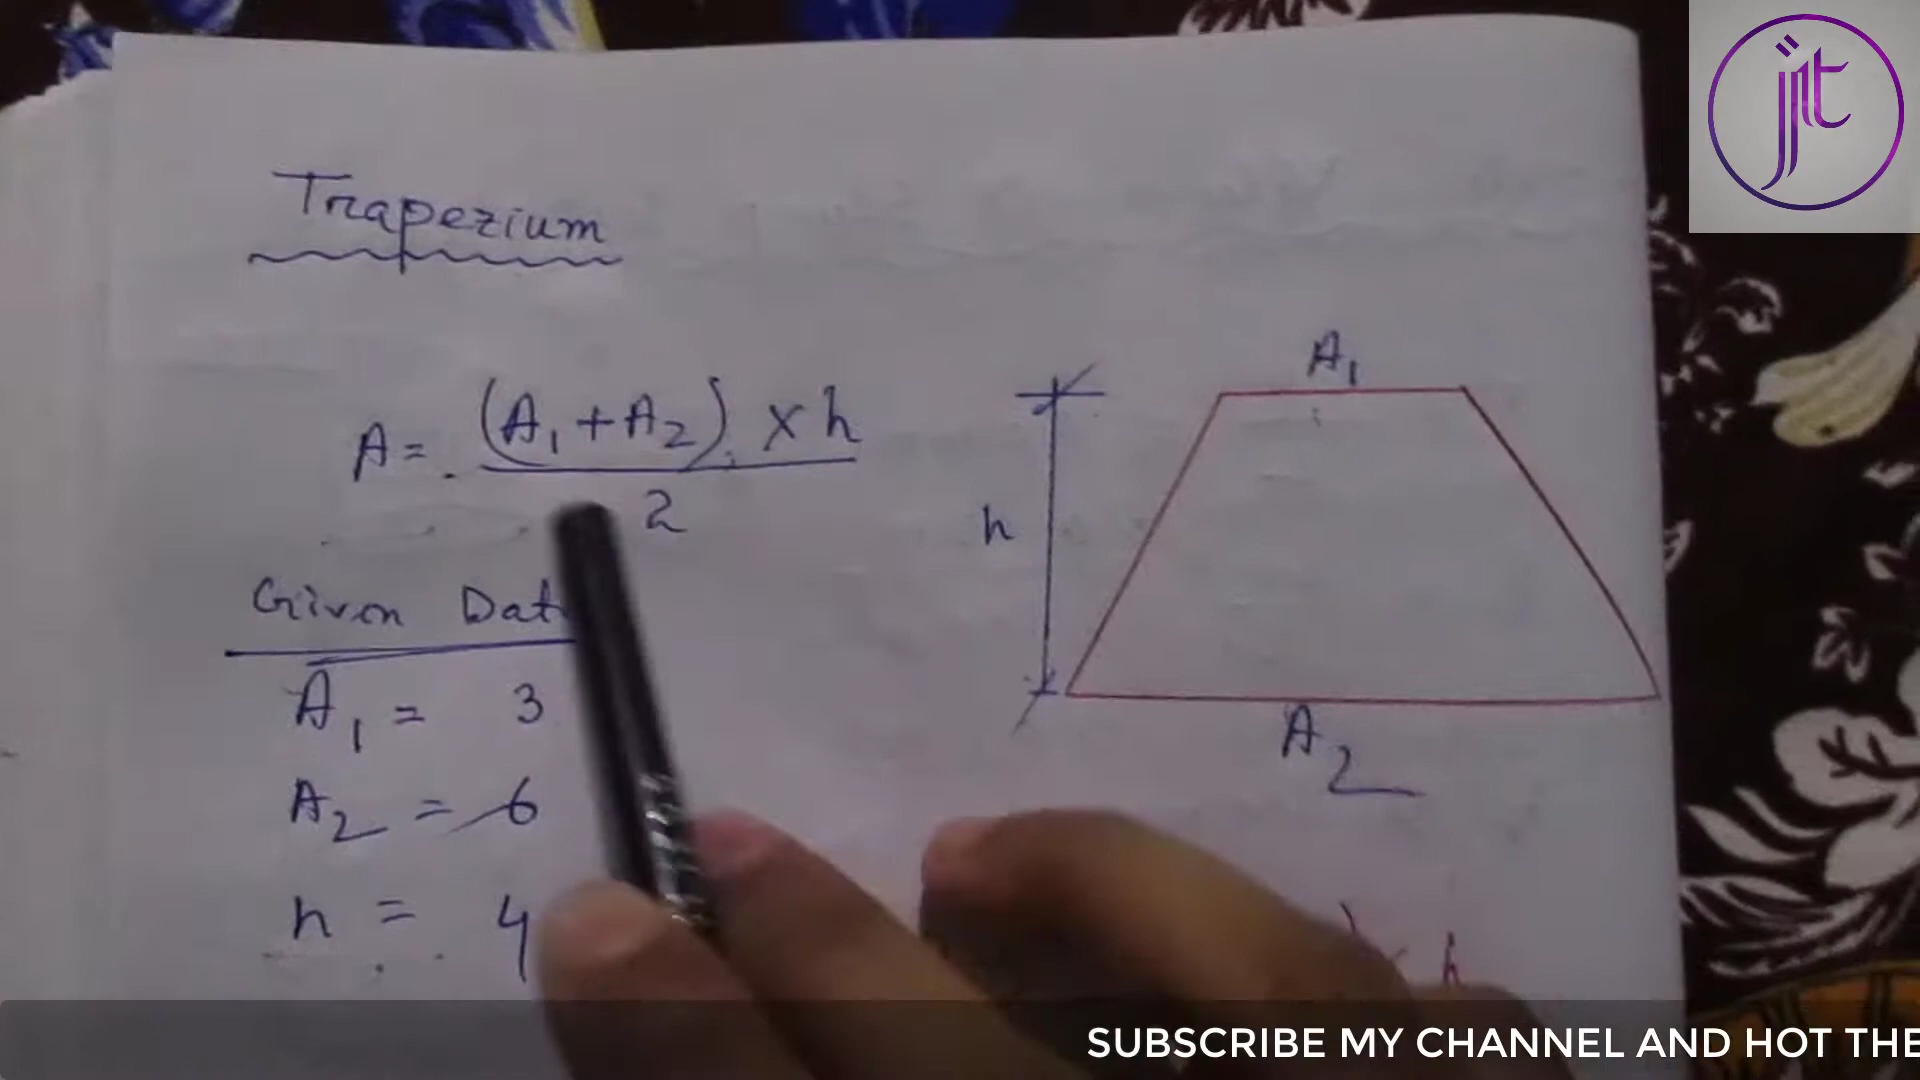 Trapezium
A = (A₁ + A₂) × h
2
Given Dat
A₁ = 3
A₂ = 6
h = 4
A₁
h
A₂
h
jjt
SUBSCRIBE MY CHANNEL AND HOT THE